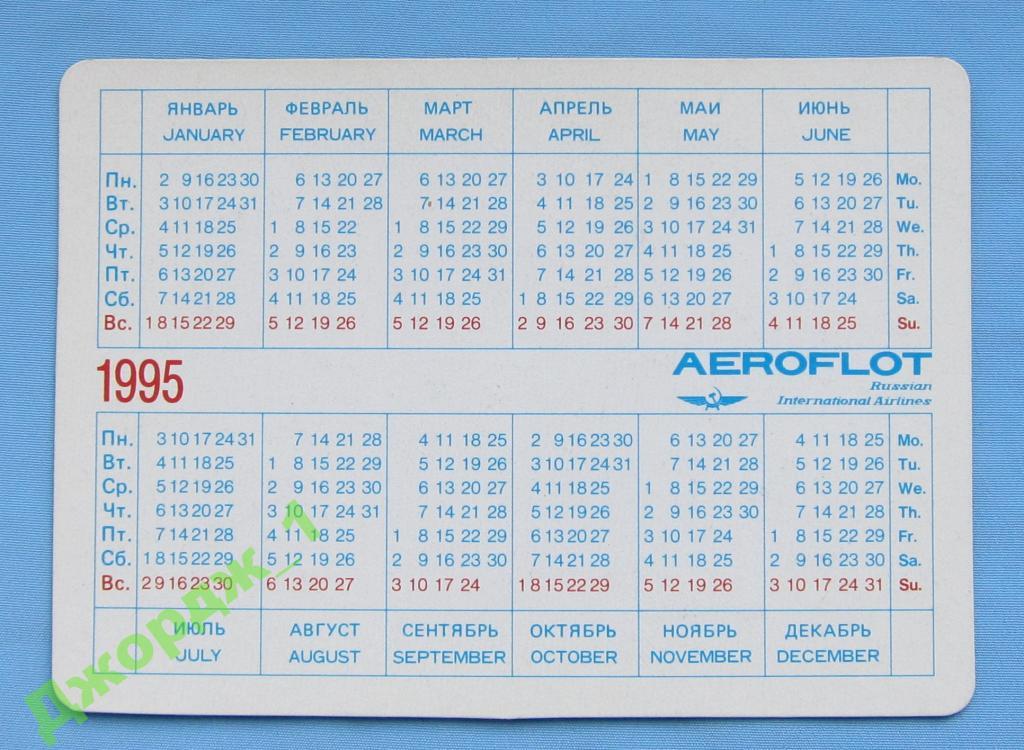 ЯНВАРЬ ФЕВРАЛЬ МАРТ АПРЕЛЬ МАИ ИЮНЬ
JANUARY FEBRUARY MARCH APRIL MAY JUNE
Пн. 2 9 16 23 30 6 13 20 27 6 13 20 27 3 10 17 24 1 8 15 22 29 5 12 19 26 Mo.
Вт. 3 10 17 24 31 7 14 21 28 7 14 21 28 4 11 18 25 2 9 16 23 30 6 13 20 27 Tu.
Ср. 4 11 18 25 1 8 15 22 1 8 15 22 29 5 12 19 26 3 10 17 24 31 7 14 21 28 We.
Чт. 5 12 19 26 2 9 16 23 2 9 16 23 30 6 13 20 27 4 11 18 25 1 8 15 22 29 Th.
Пт. 6 13 20 27 3 10 17 24 3 10 17 24 31 7 14 21 28 5 12 19 26 2 9 16 23 30 Fr.
Сб. 7 14 21 28 4 11 18 25 4 11 18 25 1 8 15 22 29 6 13 20 27 3 10 17 24 Sa.
Вс. 1 8 15 22 29 5 12 19 26 5 12 19 26 2 9 16 23 30 7 14 21 28 4 11 18 25 Su.
1995
AEROFLOT
Russian
International Airlines
Пн. 3 10 17 24 31 7 14 21 28 4 11 18 25 2 9 16 23 30 6 13 20 27 4 11 18 25 Mo.
Вт. 4 11 18 25 1 8 15 22 29 5 12 19 26 3 10 17 24 31 7 14 21 28 5 12 19 26 Tu.
Ср. 5 12 19 26 2 9 16 23 30 6 13 20 27 4 11 18 25 1 8 15 22 29 6 13 20 27 We.
Чт. 6 13 20 27 3 10 17 24 31 7 14 21 28 5 12 19 26 2 9 16 23 30 7 14 21 28 Th.
Пт. 7 14 21 28 4 11 18 25 1 8 15 22 29 6 13 20 27 3 10 17 24 1 8 15 22 29 Fr.
Сб. 1 8 15 22 29 5 12 19 26 2 9 16 23 30 7 14 21 28 4 11 18 25 2 9 16 23 30 Sa.
Вс. 2 9 16 23 30 6 13 20 27 3 10 17 24 1 8 15 22 29 5 12 19 26 3 10 17 24 31 Su.
ИЮЛЬ АВГУСТ СЕНТЯБРЬ ОКТЯБРЬ НОЯБРЬ ДЕКАБРЬ
JULY AUGUST SEPTEMBER OCTOBER NOVEMBER DECEMBER
Джордж_1